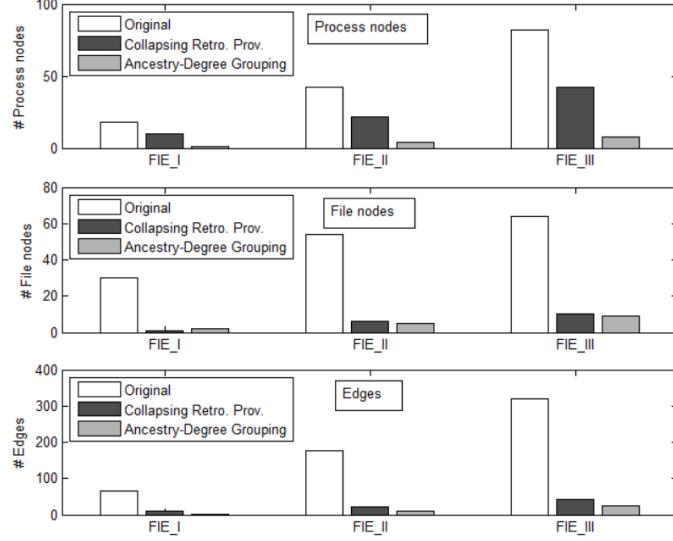 100
50
0
# Process nodes
Original
Collapsing Retro. Prov.
Ancestry-Degree Grouping
Process nodes
FIE_I
FIE_II
FIE_III
80
60
40
20
0
# File nodes
Original
Collapsing Retro. Prov.
Ancestry-Degree Grouping
File nodes
FIE_I
FIE_II
FIE_III
400
300
200
100
0
# Edges
Original
Collapsing Retro. Prov.
Ancestry-Degree Grouping
Edges
FIE_I
FIE_II
FIE_III